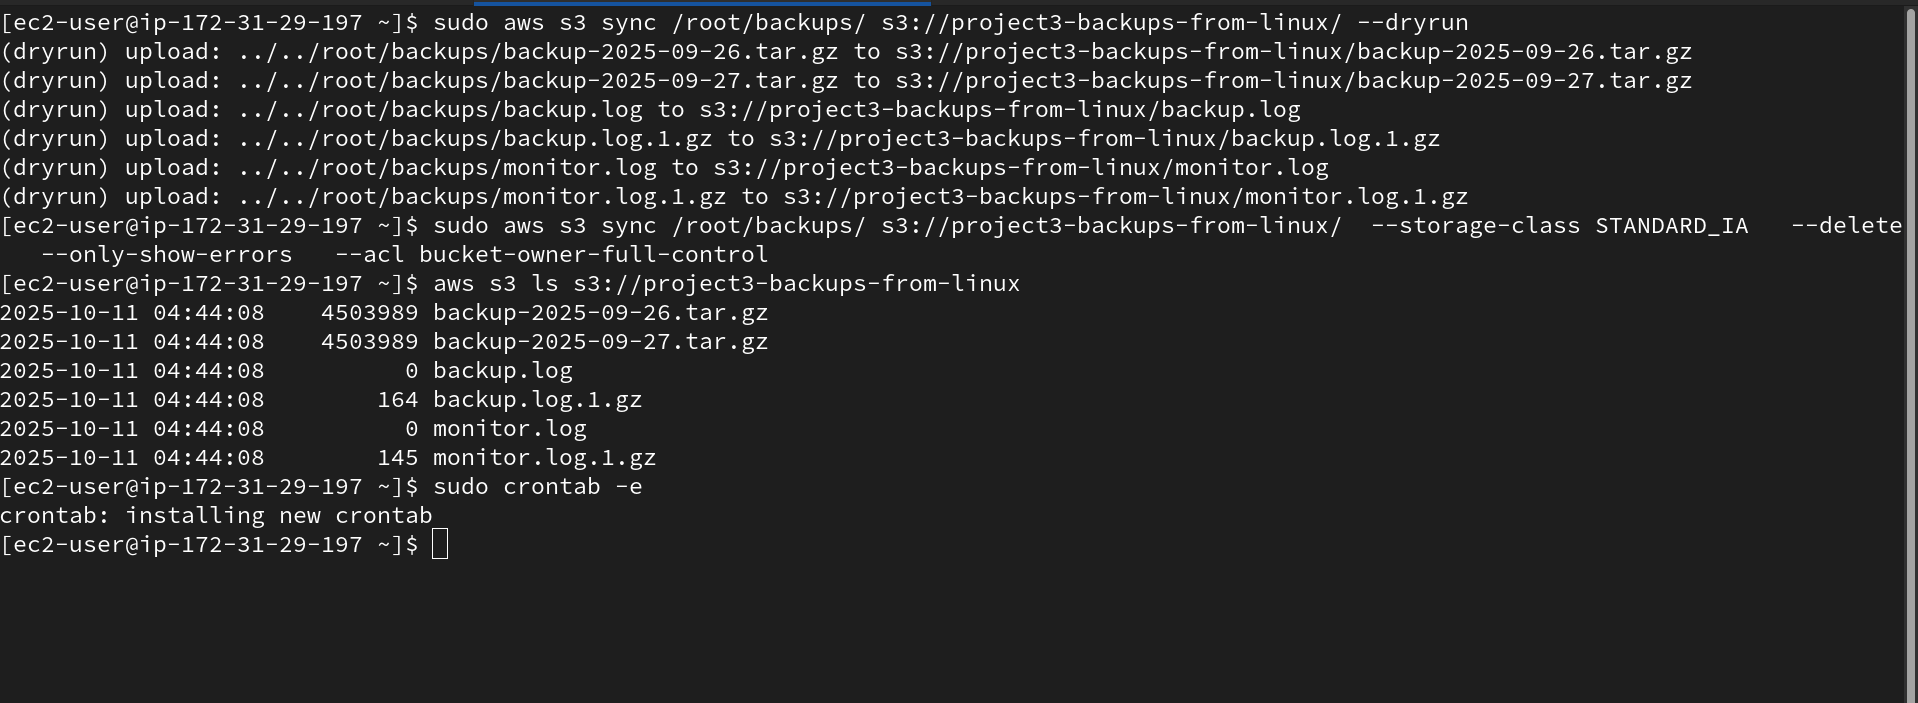 [ec2-user@ip-172-31-29-197 ~]$ sudo aws s3 sync /root/backups/ s3://project3-backups-from-linux/ --dryrun
(dryrun) upload: ../../root/backups/backup-2025-09-26.tar.gz to s3://project3-backups-from-linux/backup-2025-09-26.tar.gz
(dryrun) upload: ../../root/backups/backup-2025-09-27.tar.gz to s3://project3-backups-from-linux/backup-2025-09-27.tar.gz
(dryrun) upload: ../../root/backups/backup.log to s3://project3-backups-from-linux/backup.log
(dryrun) upload: ../../root/backups/backup.log.1.gz to s3://project3-backups-from-linux/backup.log.1.gz
(dryrun) upload: ../../root/backups/monitor.log to s3://project3-backups-from-linux/monitor.log
(dryrun) upload: ../../root/backups/monitor.log.1.gz to s3://project3-backups-from-linux/monitor.log.1.gz
[ec2-user@ip-172-31-29-197 ~]$ sudo aws s3 sync /root/backups/ s3://project3-backups-from-linux/  --storage-class STANDARD_IA   --delete
   --only-show-errors   --acl bucket-owner-full-control
[ec2-user@ip-172-31-29-197 ~]$ aws s3 ls s3://project3-backups-from-linux
2025-10-11 04:44:08    4503989 backup-2025-09-26.tar.gz
2025-10-11 04:44:08    4503989 backup-2025-09-27.tar.gz
2025-10-11 04:44:08          0 backup.log
2025-10-11 04:44:08        164 backup.log.1.gz
2025-10-11 04:44:08          0 monitor.log
2025-10-11 04:44:08        145 monitor.log.1.gz
[ec2-user@ip-172-31-29-197 ~]$ sudo crontab -e
crontab: installing new crontab
[ec2-user@ip-172-31-29-197 ~]$